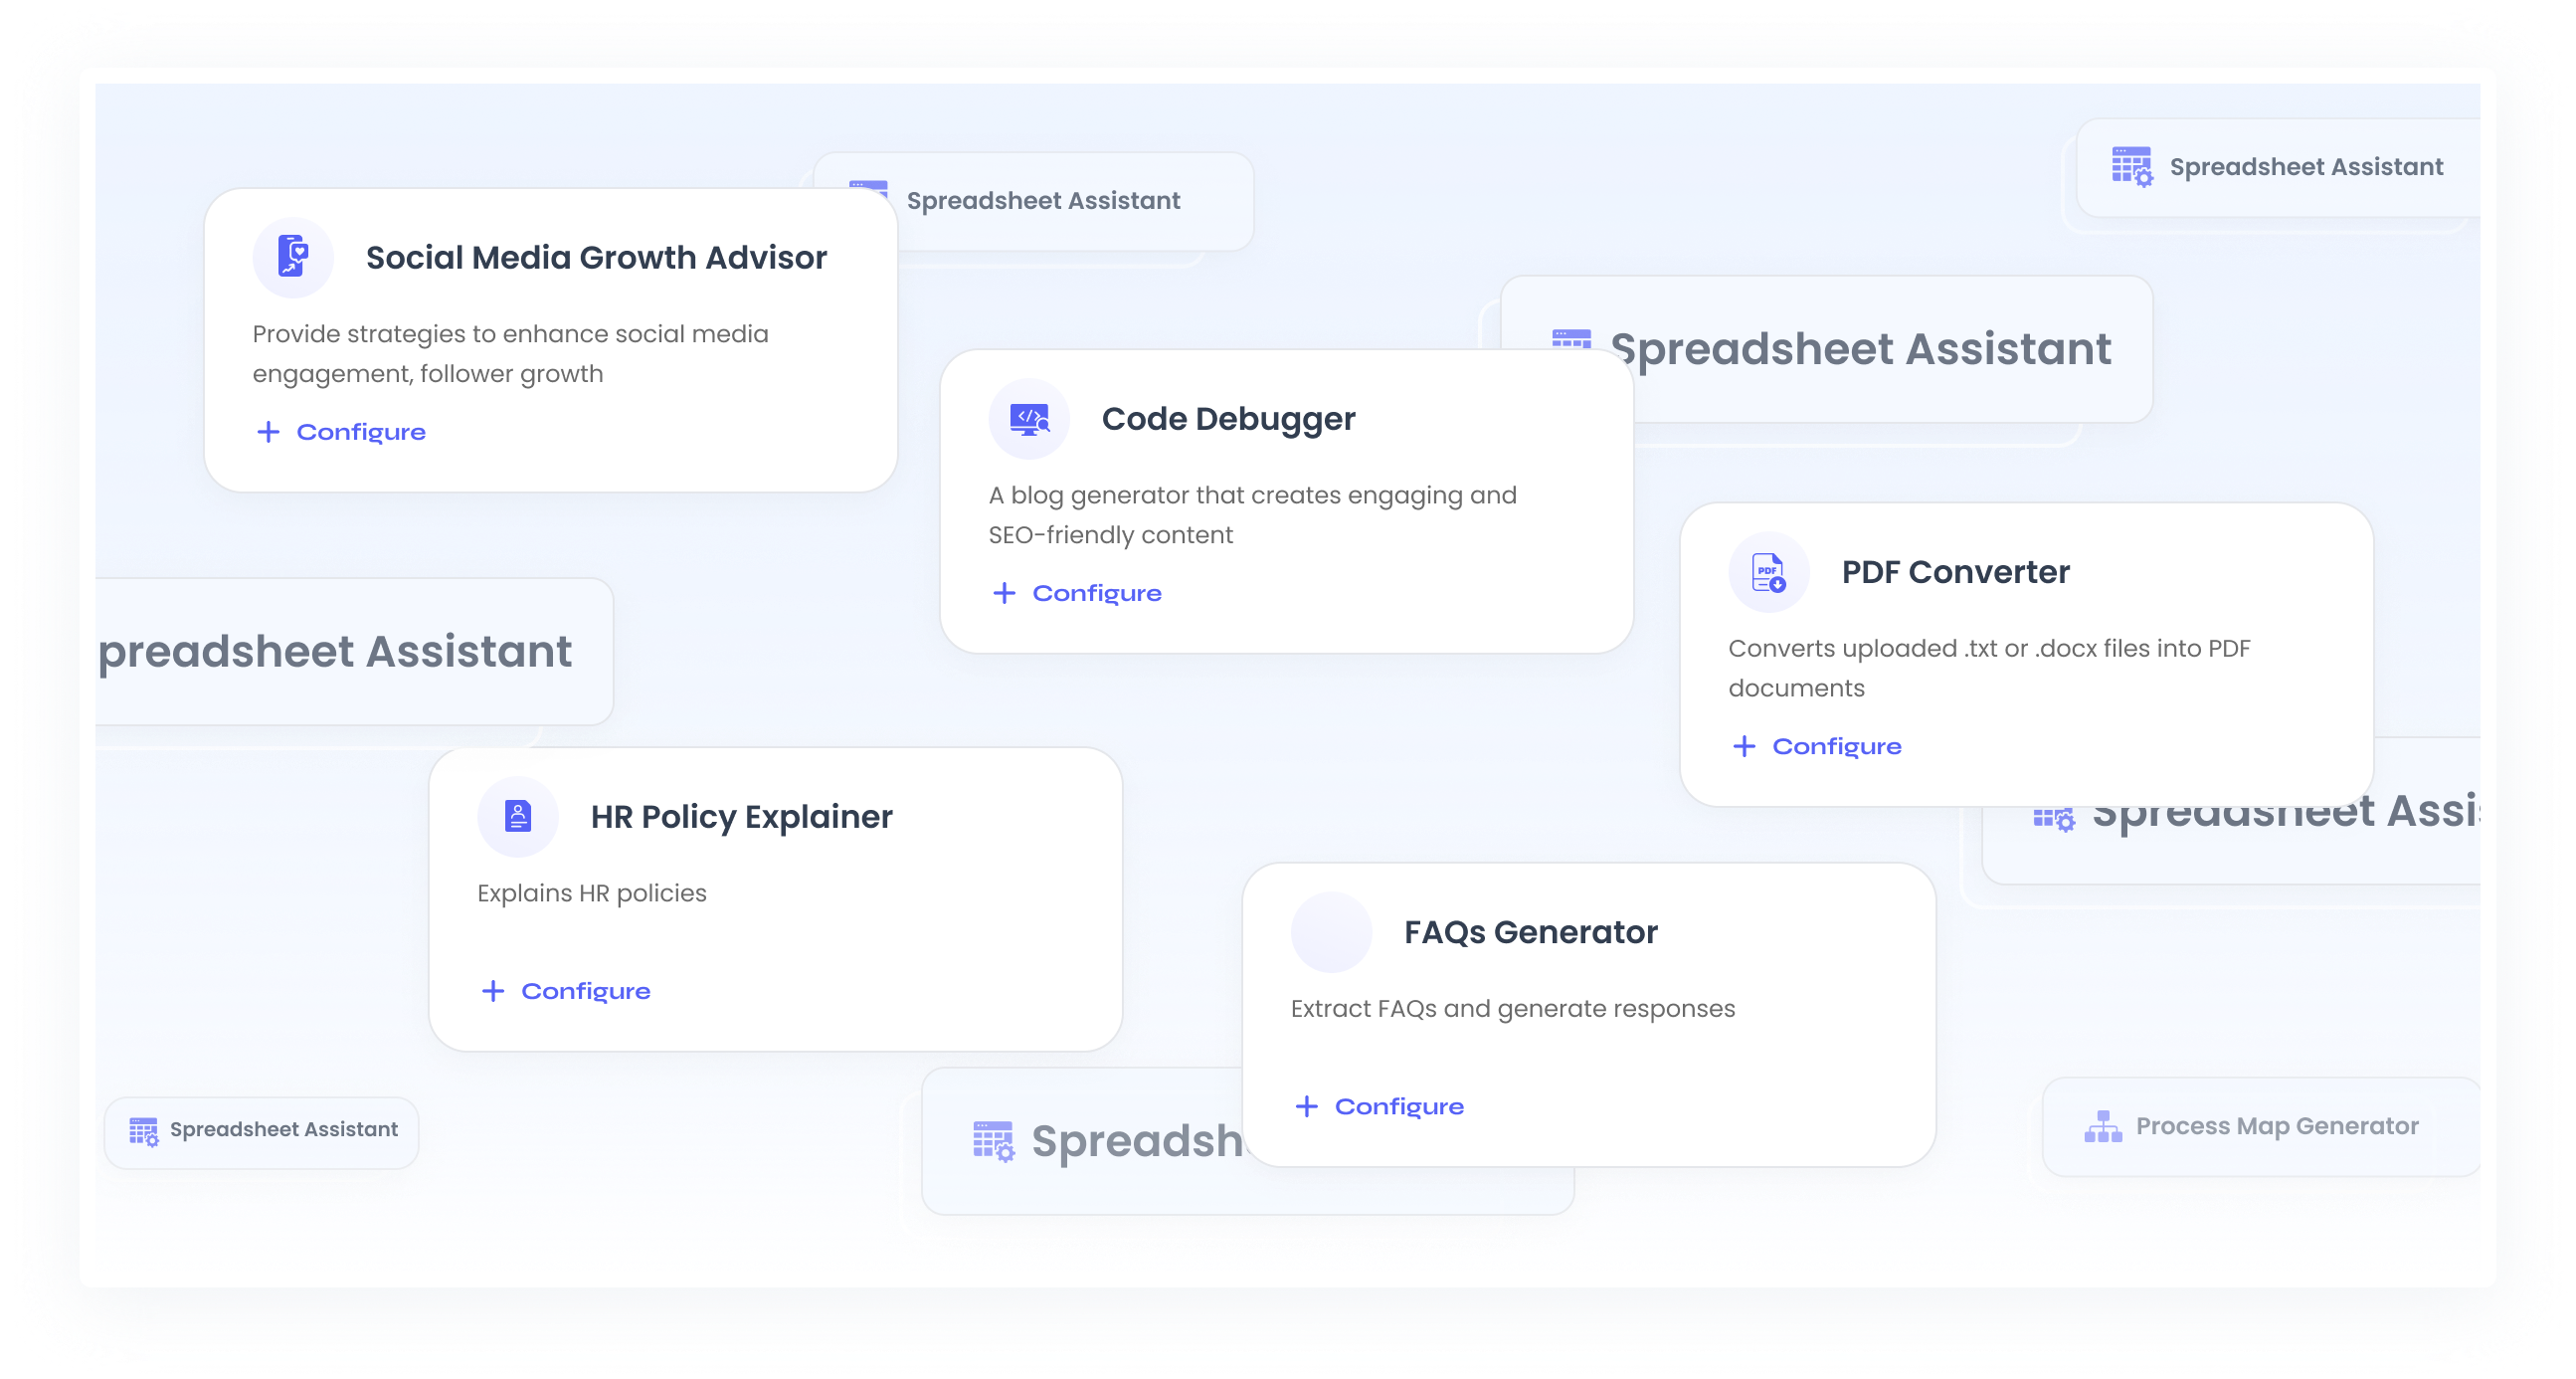 Spreadsheet Assistant
Spreadsheet Assistant
Social Media Growth Advisor
Provide strategies to enhance social media
engagement, follower growth
Configure
Spreadsheet Assistant
Code Debugger
A blog generator that creates engaging and
SEO-friendly content
Configure
PDF
PDF Converter
Converts uploaded .txt or .docx files into PDF
documents
Configure
preadsheet Assistant
HR Policy Explainer
Explains HR policies
Configure
Spreadsheet Assis
FAQs Generator
Extract FAQs and generate responses
Configure
Spreadsheet Assistant
Spreadsh
Process Map Generator